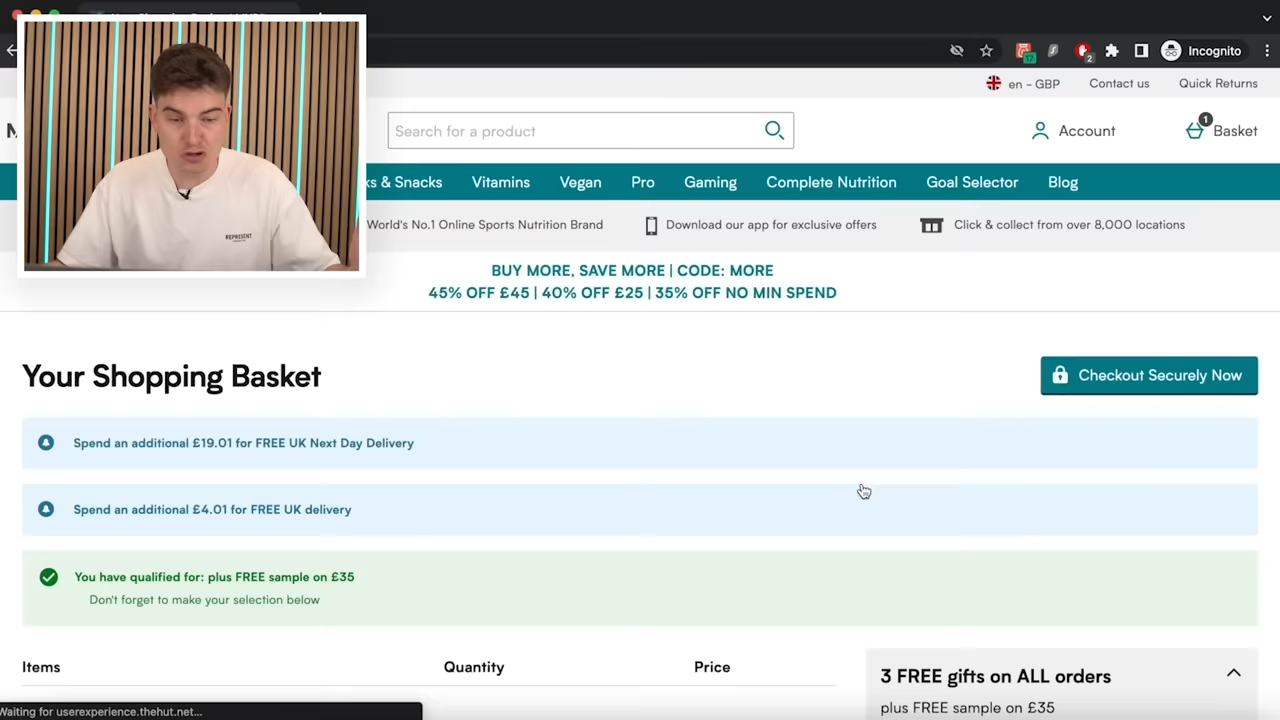 Incognito
en - GBP
Contact us
Quick Returns
Search for a product
Account
1
Basket
& Snacks
Vitamins
Vegan
Pro
Gaming
Complete Nutrition
Goal Selector
Blog
World's No.1 Online Sports Nutrition Brand
Download our app for exclusive offers
Click & collect from over 8,000 locations
BUY MORE, SAVE MORE | CODE: MORE
45% OFF £45 | 40% OFF £25 | 35% OFF NO MIN SPEND
REPRESENT
Your Shopping Basket
Checkout Securely Now
Spend an additional £19.01 for FREE UK Next Day Delivery
Spend an additional £4.01 for FREE UK delivery
You have qualified for: plus FREE sample on £35
Don't forget to make your selection below
Items
Quantity
Price
3 FREE gifts on ALL orders
plus FREE sample on £35
Waiting for userexperience.thehut.net...